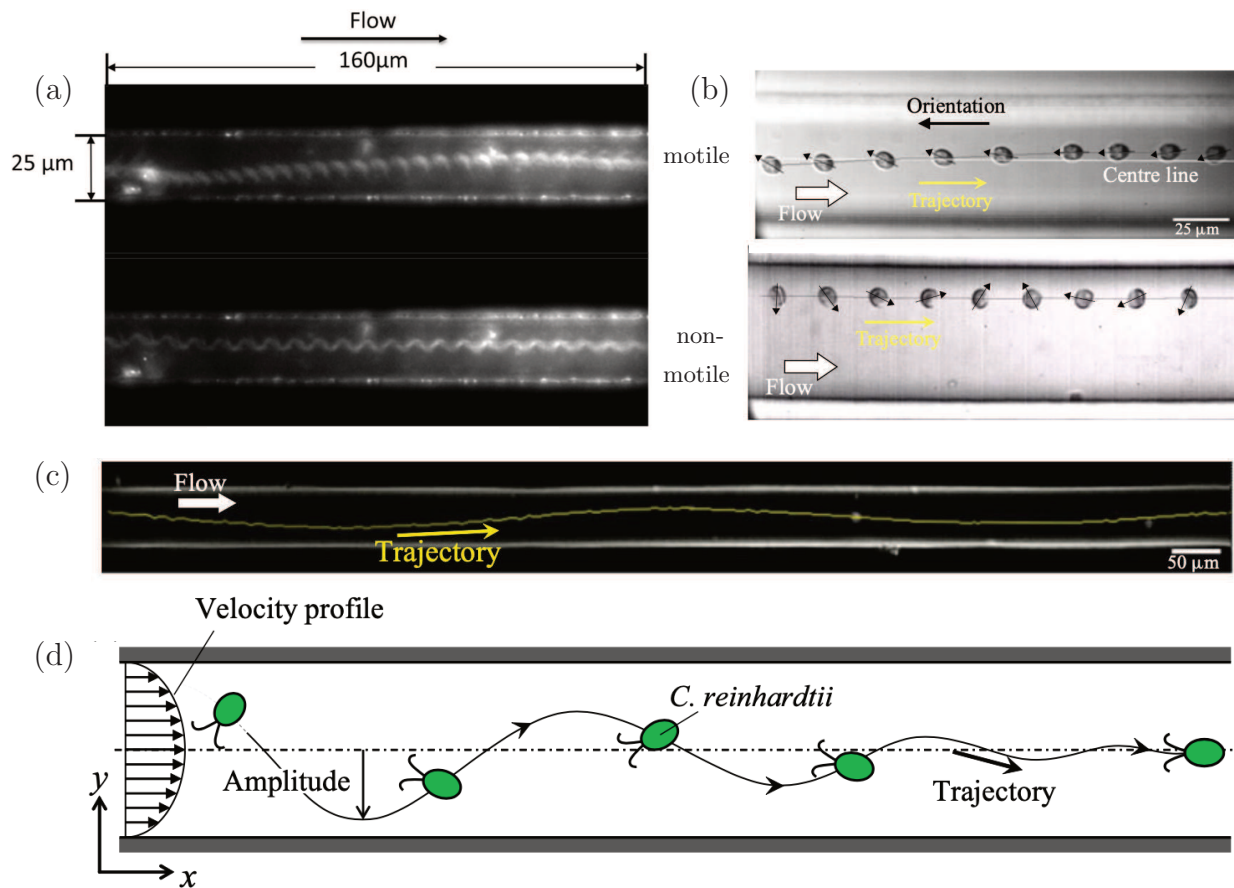 Flow
160μm
(a)
25 μm
(b)
motile
Orientation
Centre line
Trajectory
Flow
25 μm
non-
motile
Trajectory
Flow
(c)
Flow
Trajectory
50 μm
Velocity profile
(d)
C. reinhardtii
Amplitude
Trajectory
y
x